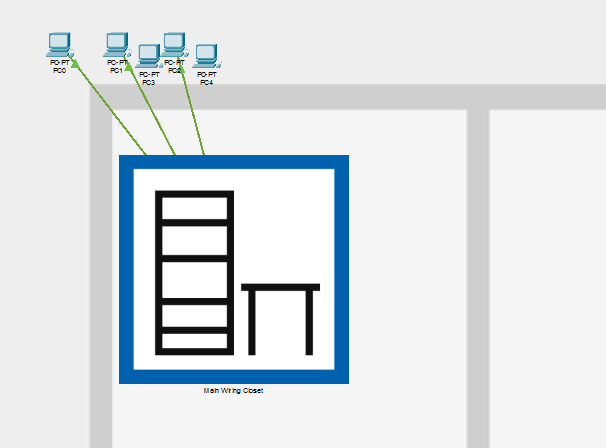 PC-PT
PC0
PC-PT
PC1
PC-PT
PC3
PC-PT
PC2
PC-PT
PC4
Main Wiring Closet